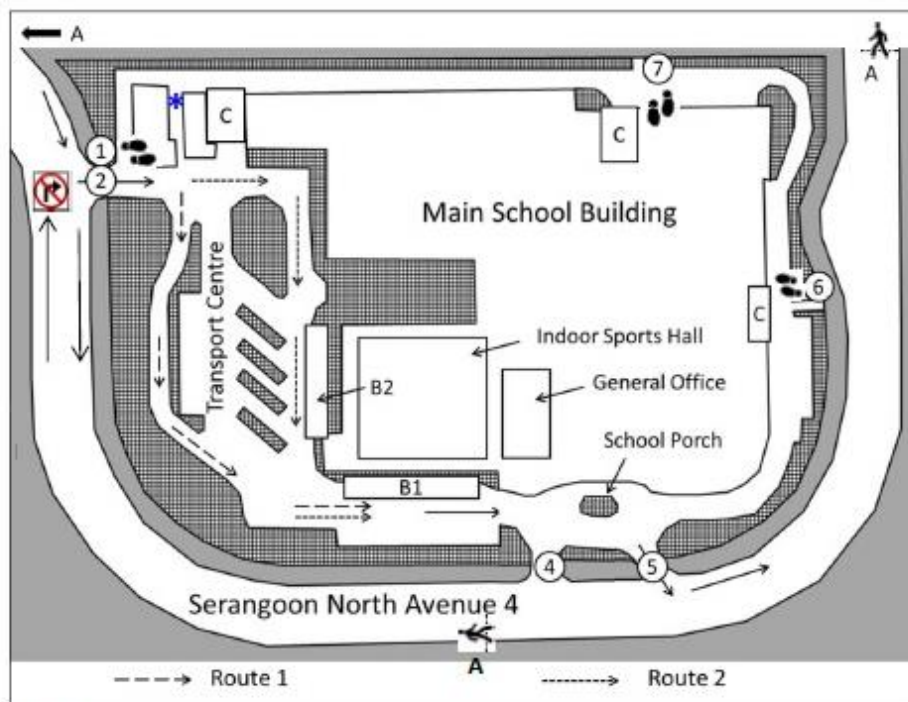 A
A
7
C
C
1
2
Main School Building
6
C
Transport Centre
Indoor Sports Hall
B2
General Office
School Porch
B1
4
5
Serangoon North Avenue 4
A
Route 1
Route 2